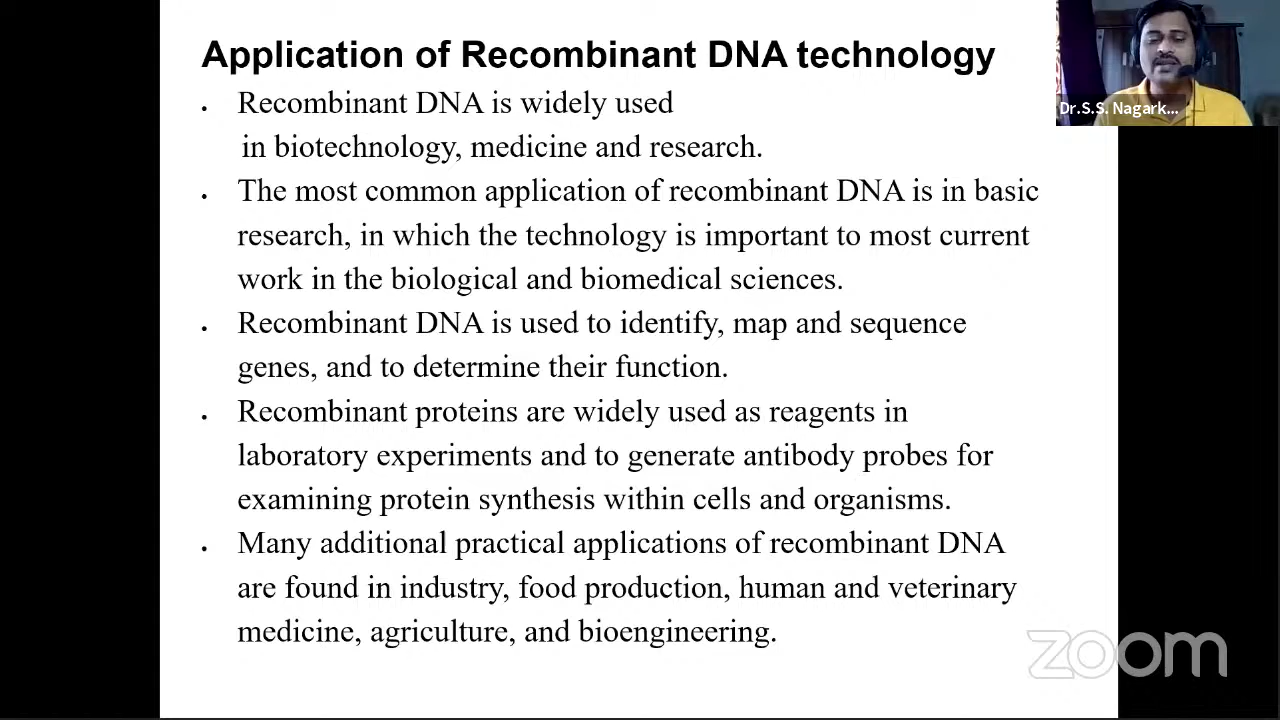 Application of Recombinant DNA technology
• Recombinant DNA is widely used
in biotechnology, medicine and research.
• The most common application of recombinant DNA is in basic
research, in which the technology is important to most current
work in the biological and biomedical sciences.
• Recombinant DNA is used to identify, map and sequence
genes, and to determine their function.
• Recombinant proteins are widely used as reagents in
laboratory experiments and to generate antibody probes for
examining protein synthesis within cells and organisms.
• Many additional practical applications of recombinant DNA
are found in industry, food production, human and veterinary
medicine, agriculture, and bioengineering.
Dr.S.S. Nagark...
zoom